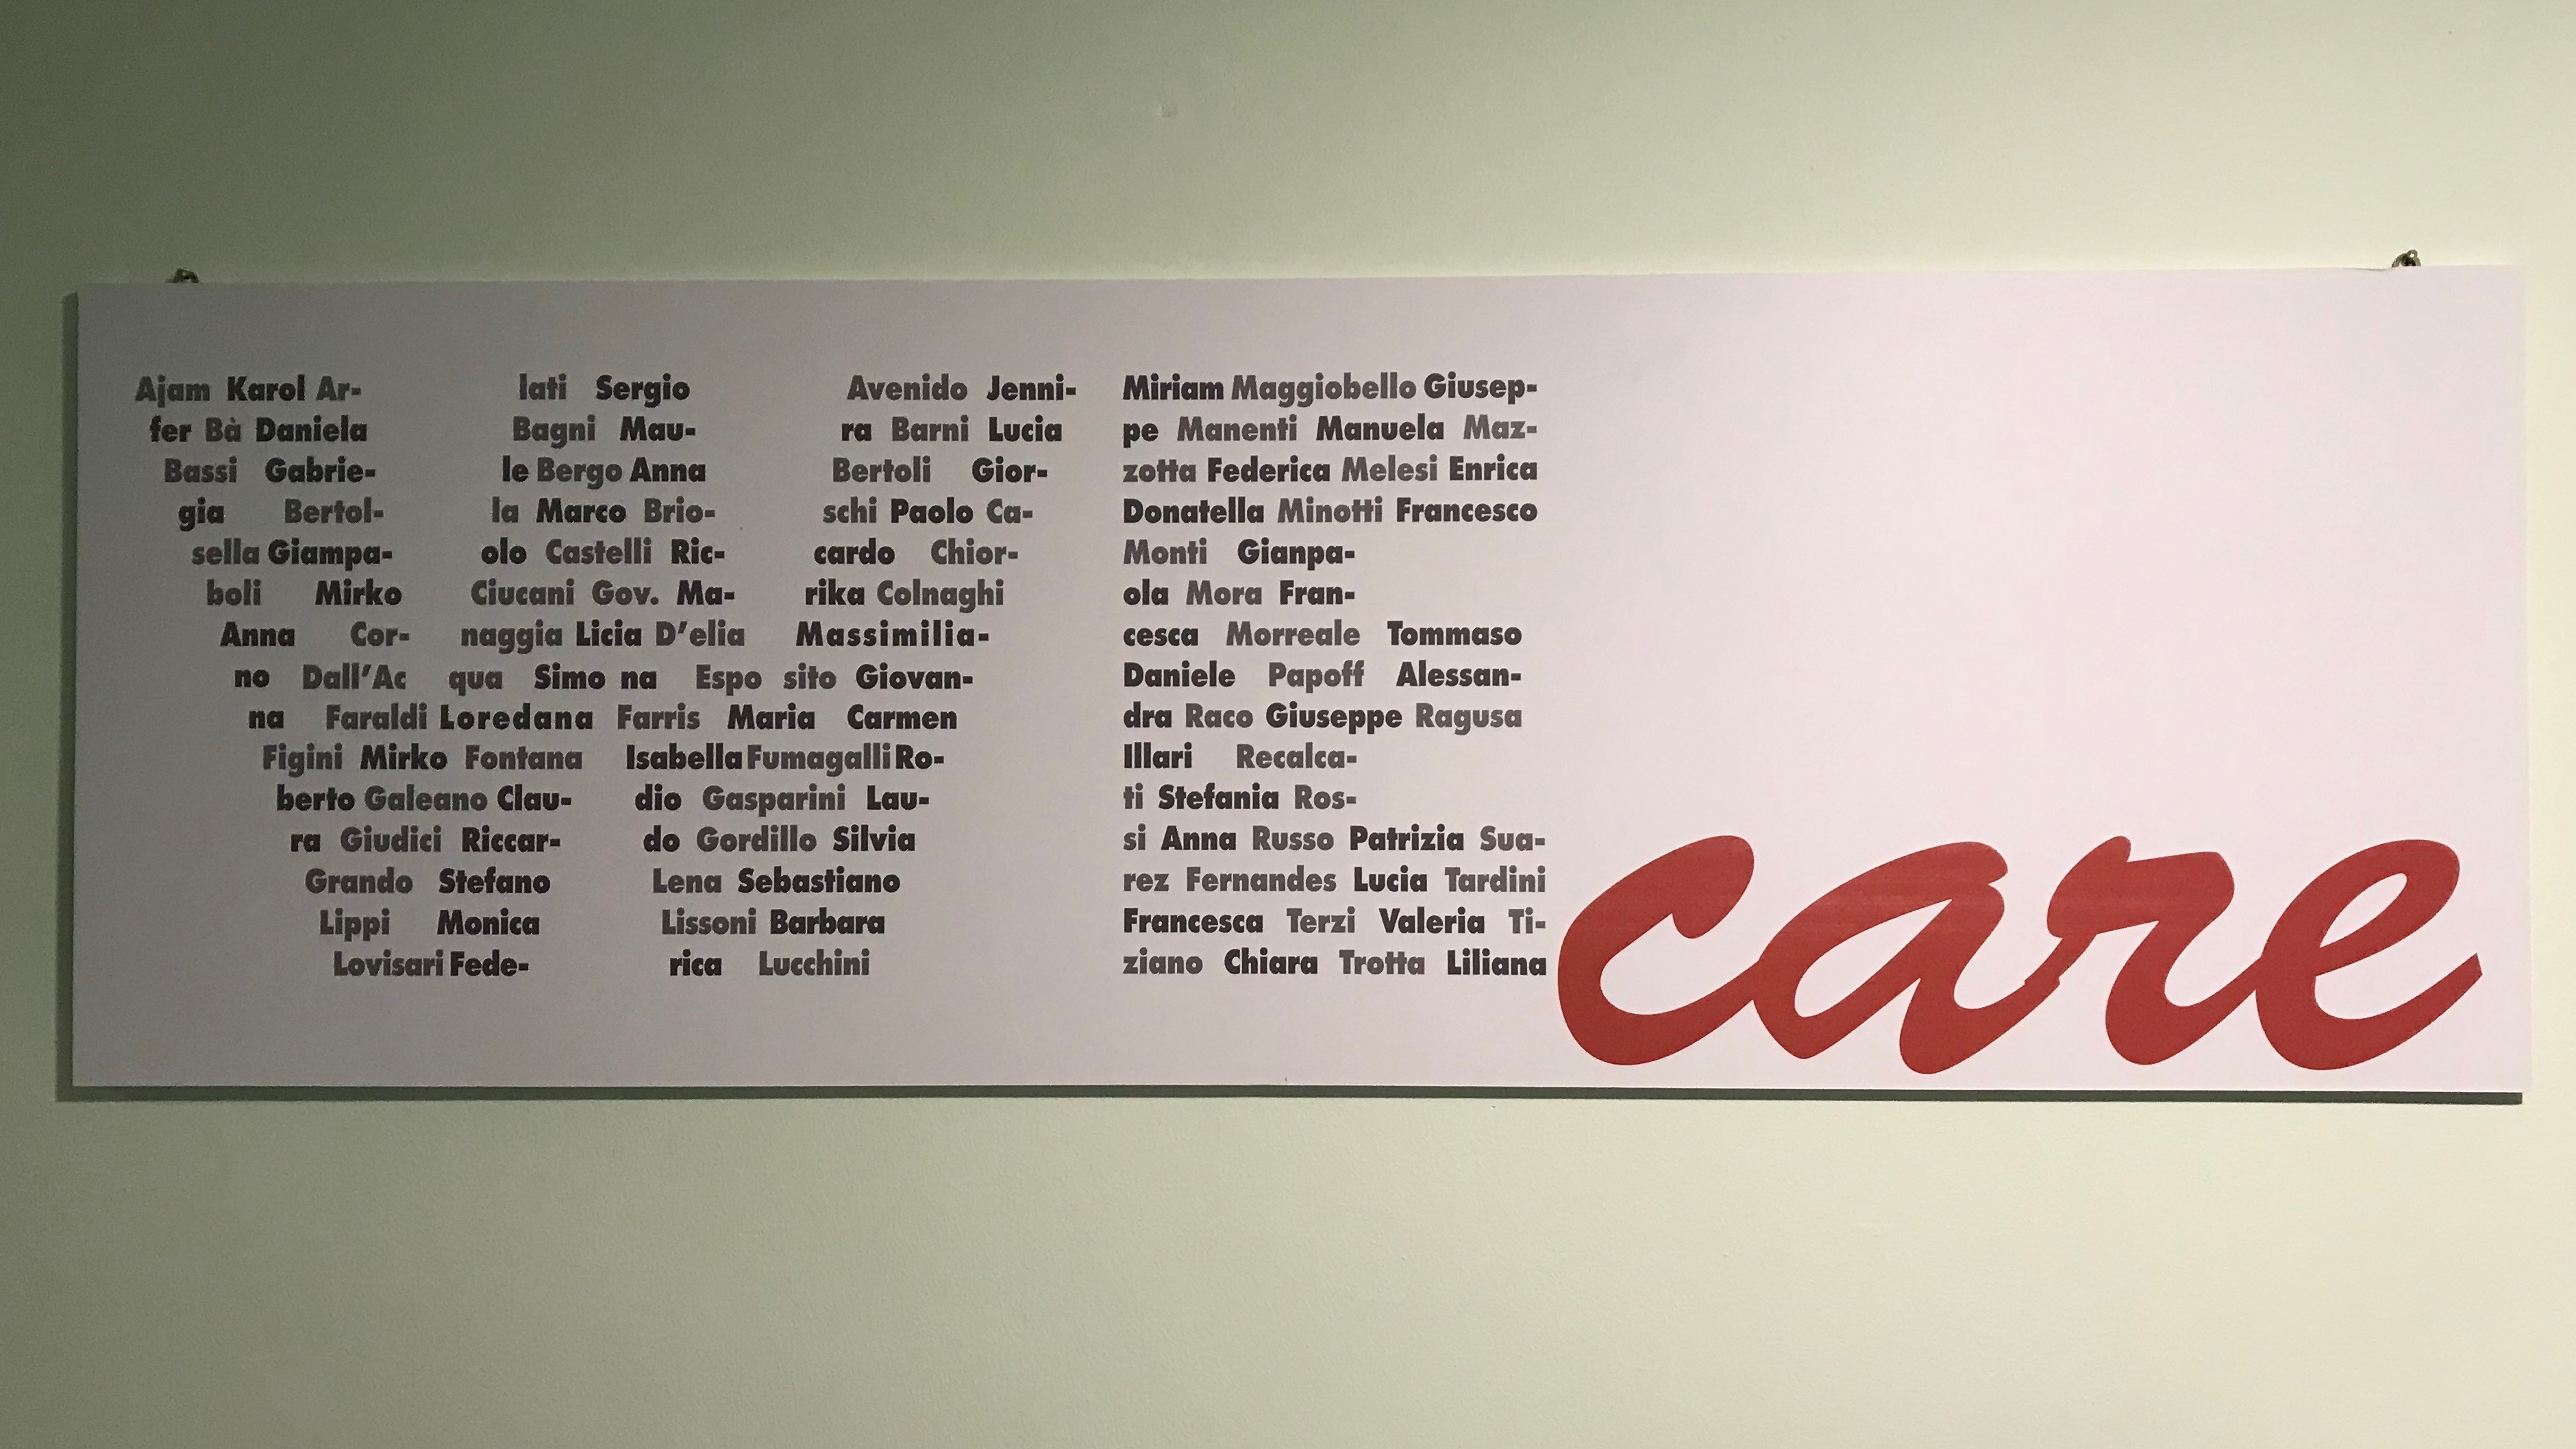 Ajam Karol Ar- lati Sergio Avenido Jenni-
fer Bà Daniela Bagni Mau- ra Barni Lucia
Bassi Gabrie- le Bergo Anna Bertoli Gior-
gia Bertol- la Marco Brio- schi Paolo Ca-
sella Giampa- olo Castelli Ric- cardo Chior-
boli Mirko Ciucani Gov. Ma- rika Colnaghi
Anna Cor- naggia Licia D'elia Massimilia-
no Dall'Ac qua Simo na Espo sito Giovan-
na Faraldi Loredana Farris Maria Carmen
Figini Mirko Fontana Isabella Fumagalli Ro-
berto Galeano Clau- dio Gasparini Lau-
ra Giudici Riccar- do Gordillo Silvia
Grando Stefano Lena Sebastiano
Lippi Monica Lissoni Barbara
Lovisari Fede- rica Lucchini
Miriam Maggiobello Giusep-
pe Manenti Manuela Maz-
zotta Federica Melesi Enrica
Donatella Minotti Francesco
Monti Gianpa-
ola Mora Fran-
cesca Morreale Tommaso
Daniele Papoff Alessan-
dra Raco Giuseppe Ragusa
Illari Recalca-
ti Stefania Ros-
si Anna Russo Patrizia Sua-
rez Fernandes Lucia Tardini
Francesca Terzi Valeria Ti-
ziano Chiara Trotta Liliana
care